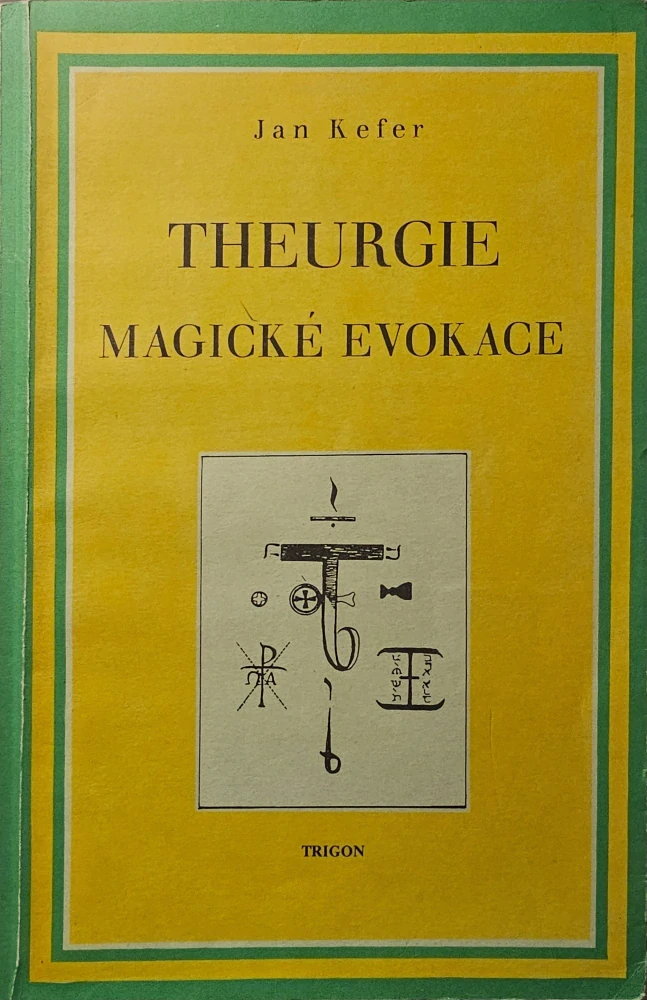 Jan Kefer
THEURGIE
MAGICKÉ EVOKACE
TRIGON